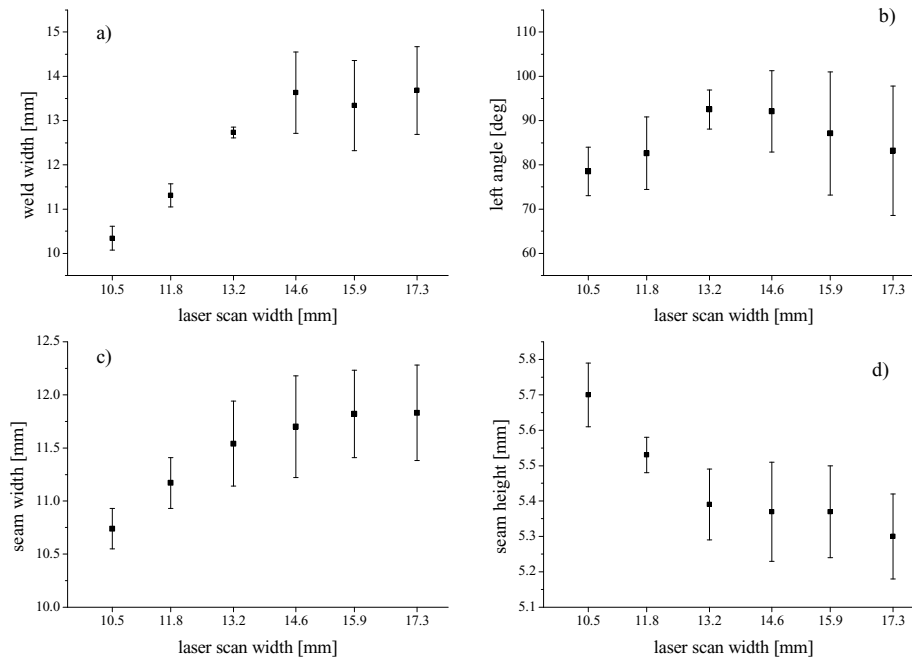 a)
15
14
13
12
11
10
weld width [mm]
10.5 11.8 13.2 14.6 15.9 17.3
laser scan width [mm]
b)
110
100
90
80
70
60
left angle [deg]
10.5 11.8 13.2 14.6 15.9 17.3
laser scan width [mm]
c)
12.5
12.0
11.5
11.0
10.5
10.0
seam width [mm]
10.5 11.8 13.2 14.6 15.9 17.3
laser scan width [mm]
d)
5.8
5.7
5.6
5.5
5.4
5.3
5.2
5.1
seam height [mm]
10.5 11.8 13.2 14.6 15.9 17.3
laser scan width [mm]